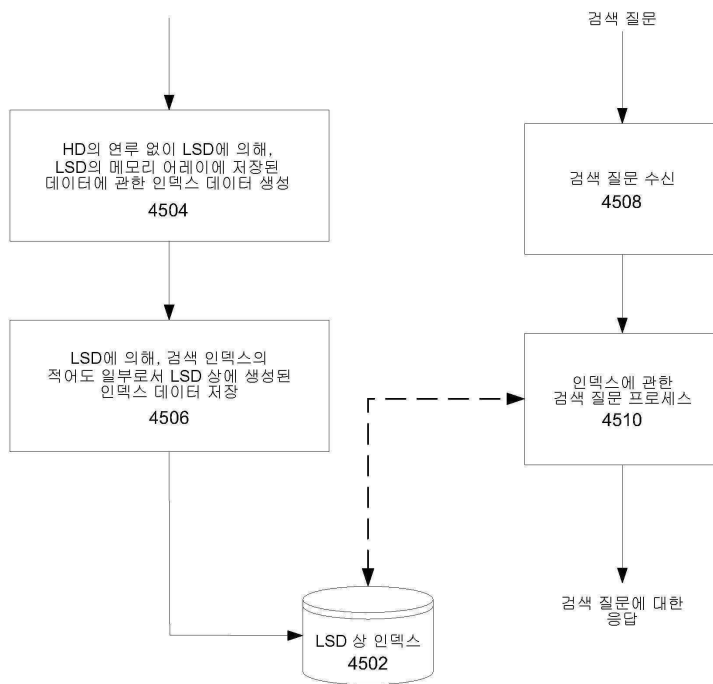 HD의 연루 없이 LSD에 의해,
LSD의 메모리 어레이에 저장된
데이터에 관한 인덱스 데이터 생성
4504
LSD에 의해, 검색 인덱스의
적어도 일부로서 LSD 상에 생성된
인덱스 데이터 저장
4506
LSD 상 인덱스
4502
검색 질문
검색 질문 수신
4508
인덱스에 관한
검색 질문 프로세스
4510
검색 질문에 대한
응답